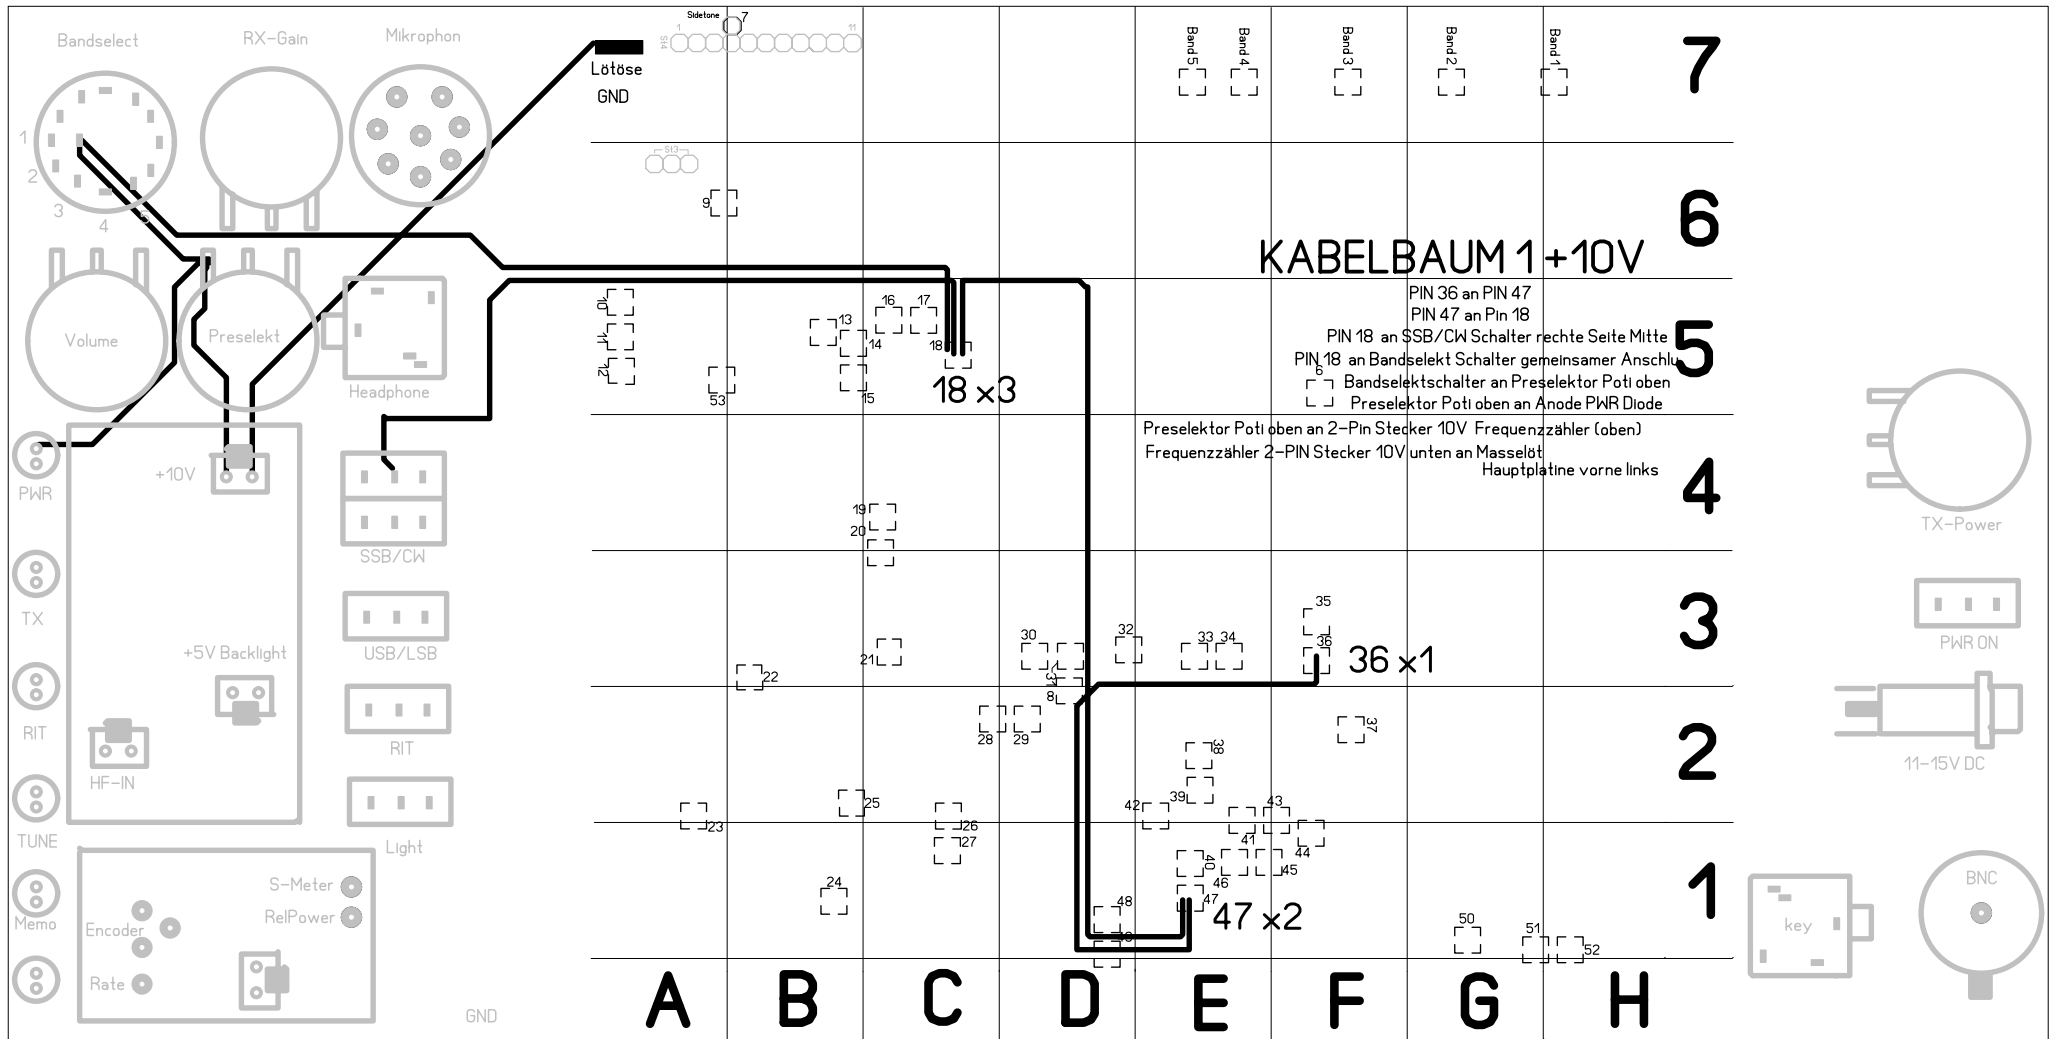 Bandselect
RX-Gain
Mikrophon
Sidetone
7
1
11
St4
Lötöse
GND
Band 5
Band 4
Band 3
Band 2
Band 1
7
1
2
3
4
5
St3
9
6
KABELBAUM 1 +10V
PIN 36 an PIN 47
PIN 47 an Pin 18
PIN 18 an SSB/CW Schalter rechte Seite Mitte
PIN 18 an Bandselekt Schalter gemeinsamer Anschlu
6
Bandselektschalter an Preselektor Poti oben
Preselektor Poti oben an Anode PWR Diode
Preselektor Poti oben an 2-Pin Stecker 10V Frequenzzähler (oben)
Frequenzzähler 2-PIN Stecker 10V unten an Masselöt
Hauptplatine vorne links
5
Volume
Preselekt
Headphone
10
11
12
13
14
15
16
17
18
53
18 x3
PWR
+10V
SSB/CW
19
20
4
TX-Power
TX
USB/LSB
+5V Backlight
21
22
30
31
8
32
33
34
35
36
36 x1
3
PWR ON
RIT
RIT
HF-IN
28
29
37
38
39
2
11-15V DC
TUNE
Light
23
25
26
27
42
43
41
44
45
40
46
47
47 x2
24
48
49
50
51
52
1
S-Meter
RelPower
Encoder
Rate
Memo
GND
key
BNC
A
B
C
D
E
F
G
H